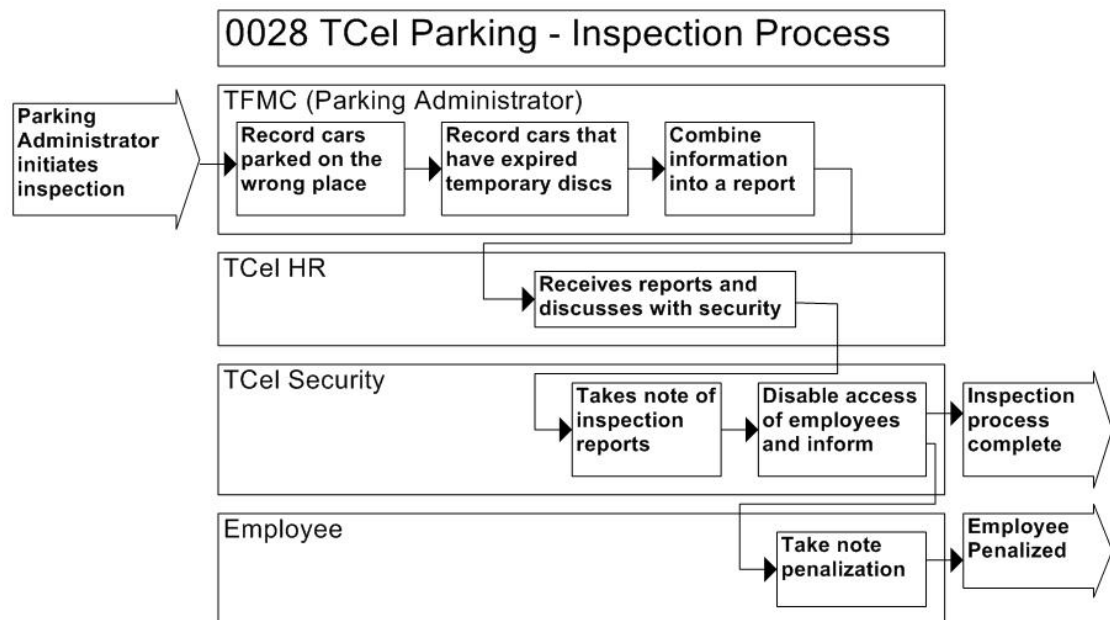 0028 TCel Parking - Inspection Process
TFMC (Parking Administrator)
Parking
Administrator
initiates
inspection
Record cars
parked on the
wrong place
Record cars that
have expired
temporary discs
Combine
information
into a report
TCel HR
Receives reports and
discusses with security
TCel Security
Takes note of
inspection
reports
Disable access
of employees
and inform
Inspection
process
complete
Employee
Take note
penalization
Employee
Penalized